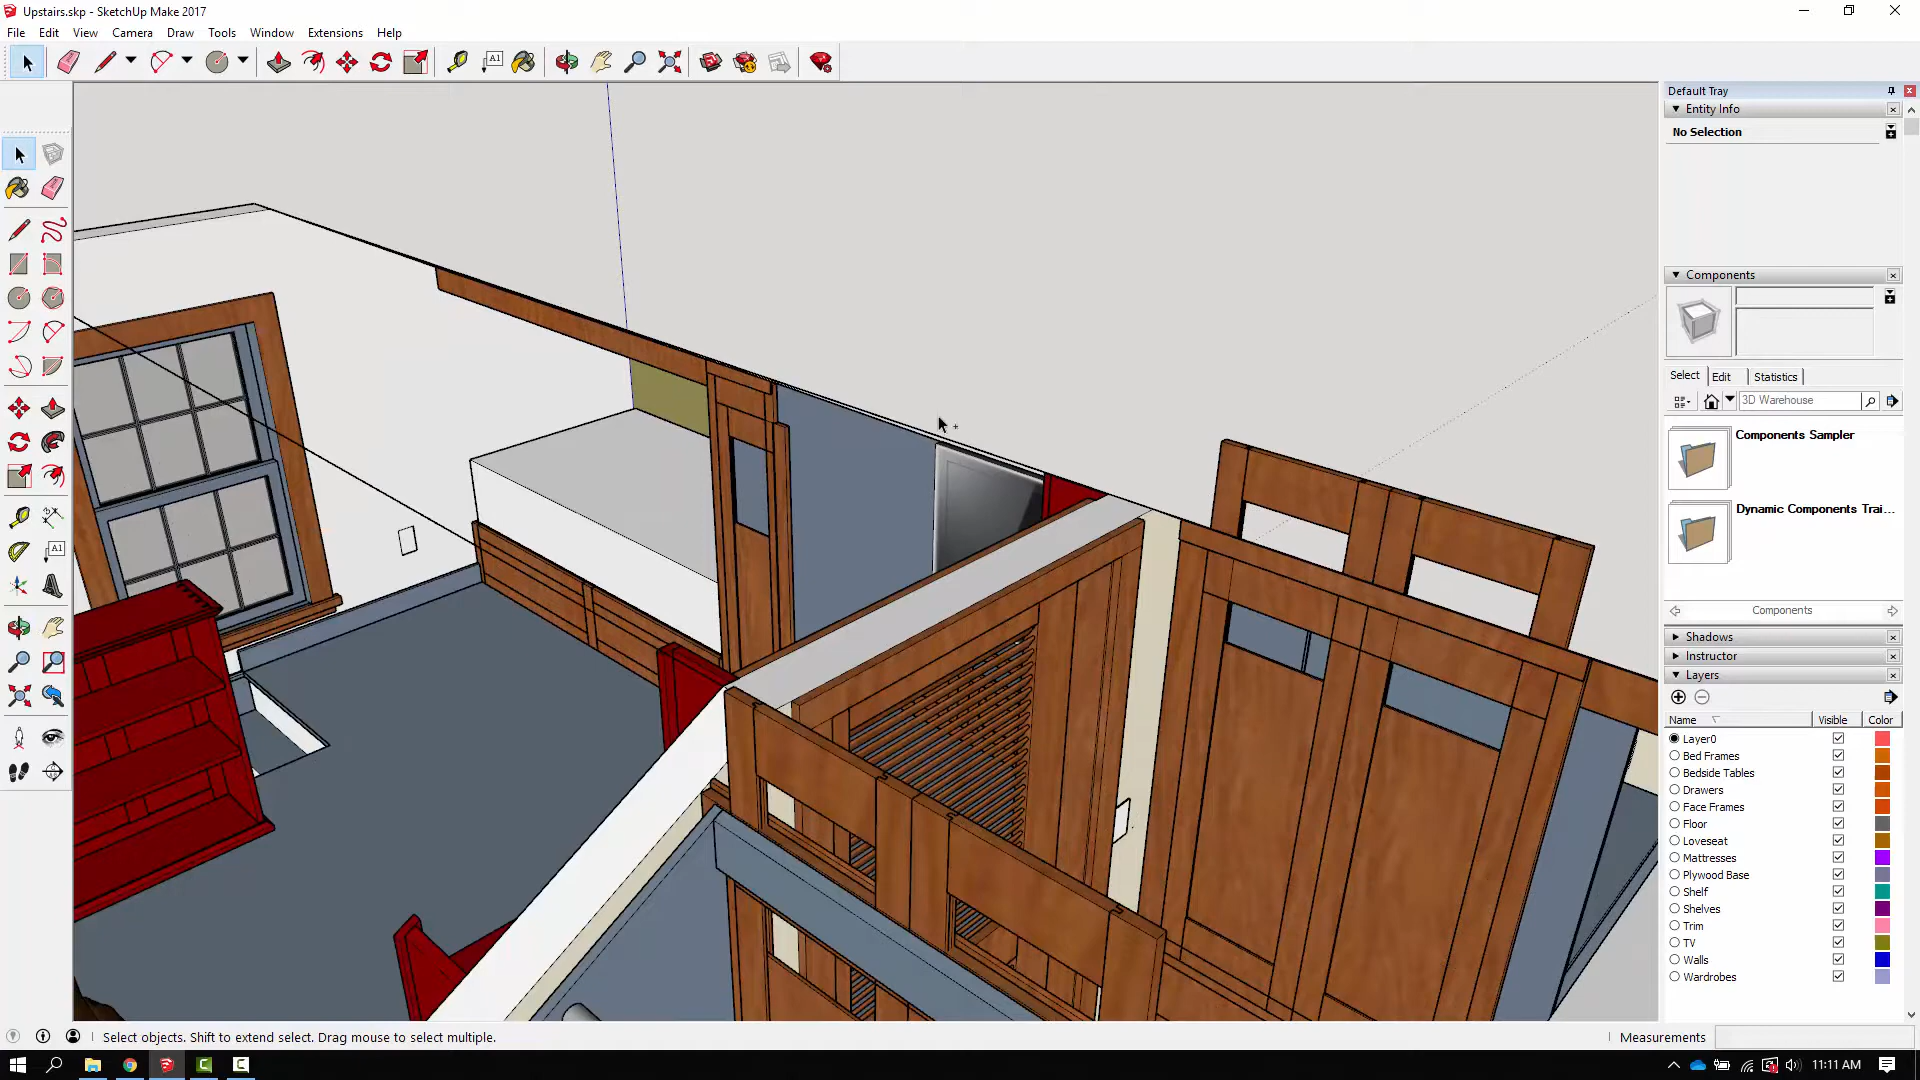 Upstairs.skp - SketchUp Make 2017
File Edit View Camera Draw Tools Window Extensions Help
A1
Default Tray
Entity Info
No Selection
Components
Select Edit Statistics
3D Warehouse
Components Sampler
Dynamic Components Trai...
Components
Shadows
Instructor
Layers
Name Visible Color
Layer0
Bed Frames
Bedside Tables
Drawers
Face Frames
Floor
Loveseat
Mattresses
Plywood Base
Shelf
Shelves
Trim
TV
Walls
Wardrobes
A1
Select objects. Shift to extend select. Drag mouse to select multiple.
Measurements
11:11 AM